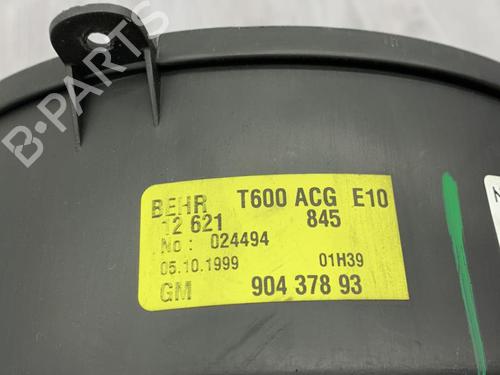 B-PARTS
BEHR T600 ACG E10
12 621 845
No: 024494
05.10.1999 01H39
GM 904 378 93